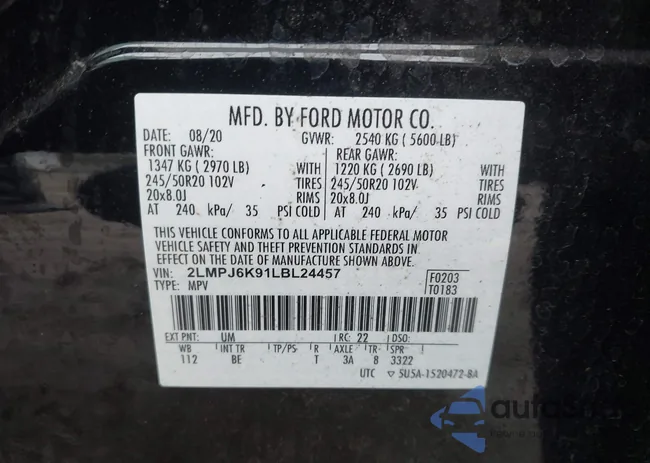 MFD. BY FORD MOTOR CO.
DATE: 08/20 GVWR: 2540 KG ( 5600 LB)
FRONT GAWR: REAR GAWR:
1347 KG ( 2970 LB) WITH 1220 KG ( 2690 LB) WITH
245/50R20 102V TIRES 245/50R20 102V TIRES
20x8.0J RIMS 20x8.0J RIMS
AT 240 kPa/ 35 PSI COLD AT 240 kPa/ 35 PSI COLD
THIS VEHICLE CONFORMS TO ALL APPLICABLE FEDERAL MOTOR
VEHICLE SAFETY AND THEFT PREVENTION STANDARDS IN
EFFECT ON THE DATE OF MANUFACTURE SHOWN ABOVE.
VIN: 2LMPJ6K91LBL24457 F0203
TYPE: MPV T0183
EXT PNT: UM RC: 22 DSO:
WB INT TR TP/PS R AXLE TR SPR
112 BE T 3A 8 3322
UTC ▽ 5U5A-1520472-BA